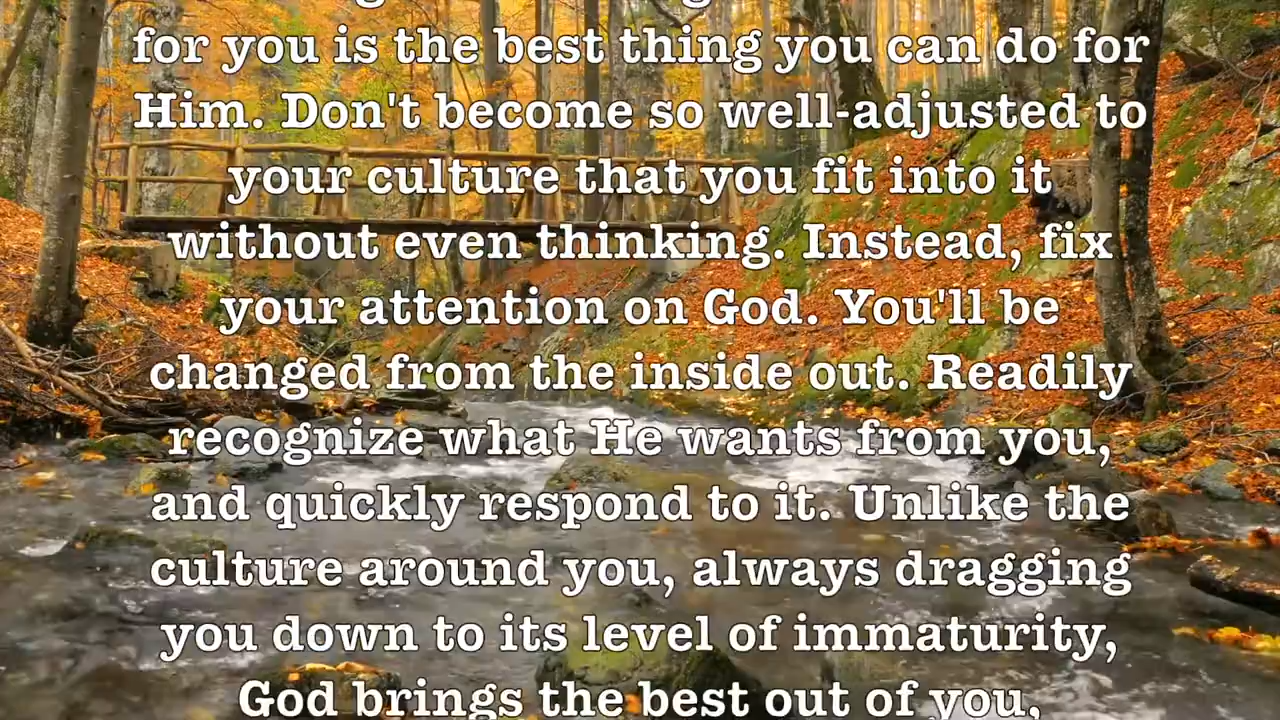 for you is the best thing you can do for
Him. Don't become so well-adjusted to
your culture that you fit into it
without even thinking. Instead, fix
your attention on God. You'll be
changed from the inside out. Readily
recognize what He wants from you,
and quickly respond to it. Unlike the
culture around you, always dragging
you down to its level of immaturity,
God brings the best out of you,